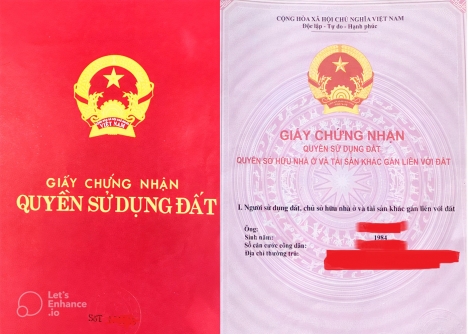 VIỆT NAM
GIẤY CHỨNG NHẬN
QUYỀN SỬ DỤNG ĐẤT
Let's
Enhance
.io
CỘNG HÒA XÃ HỘI CHỦ NGHĨA VIỆT NAM
Độc lập - Tự do - Hạnh phúc
GIẤY CHỨNG NHẬN
QUYỀN SỬ DỤNG ĐẤT
QUYỀN SỞ HỮU NHÀ Ở VÀ TÀI SẢN KHÁC GẮN LIỀN VỚI ĐẤT
I. Người sử dụng đất, chủ sở hữu nhà ở và tài sản khác gắn liền với đất
Ông:
Sinh năm: 1984
Số căn cước công dân:
Địa chỉ thường trú: